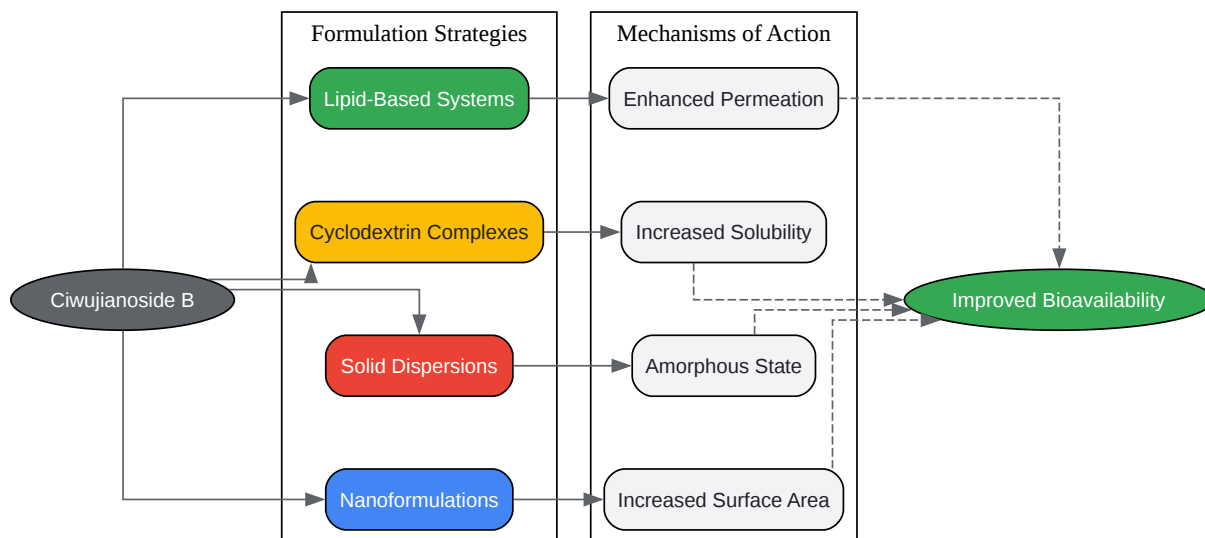 Formulation Strategies
Mechanisms of Action
Lipid-Based Systems
Enhanced Permeation
Cyclodextrin Complexes
Increased Solubility
Ciwujianoside B
Improved Bioavailability
Solid Dispersions
Amorphous State
Nanoformulations
Increased Surface Area